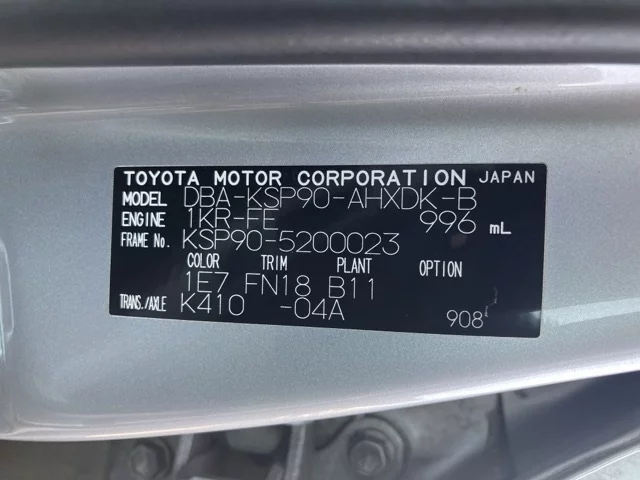 TOYOTA MOTOR CORPORATION JAPAN
MODEL DBA-KSP90-AHXDK-B
ENGINE 1KR-FE 996 mL
FRAME No. KSP90-5200023
COLOR TRIM PLANT OPTION
1E7 FN18 B11
TRANS./AXLE K410 -04A
908